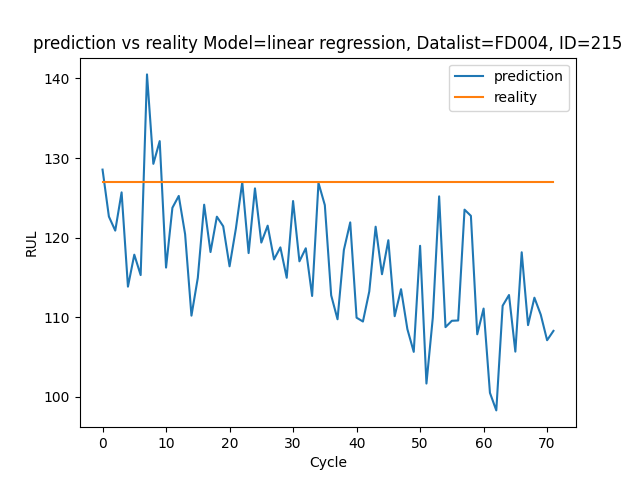 prediction vs reality Model=linear regression, Datalist=FD004, ID=215
prediction
reality
140
130
120
110
100
RUL
0 10 20 30 40 50 60 70
Cycle